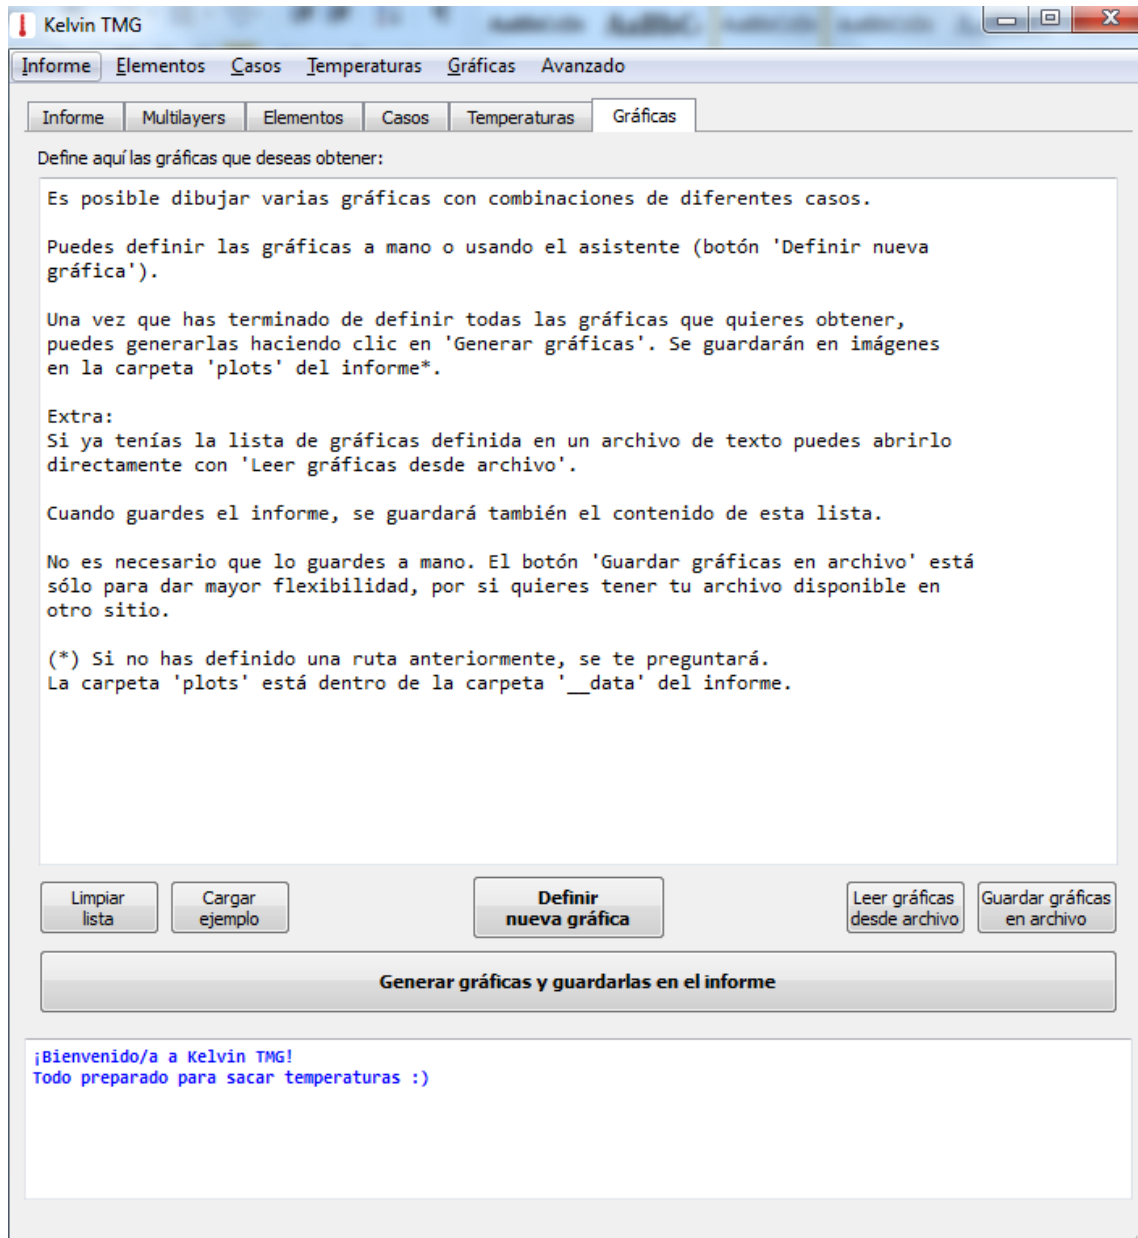 Kelvin TMG
Informe Elementos Casos Temperaturas Gráficas Avanzado
Informe Multilayers Elementos Casos Temperaturas Gráficas
Define aquí las gráficas que deseas obtener:
Es posible dibujar varias gráficas con combinaciones de diferentes casos.
Puedes definir las gráficas a mano o usando el asistente (botón 'Definir nueva
gráfica').
Una vez que has terminado de definir todas las gráficas que quieres obtener,
puedes generarlas haciendo clic en 'Generar gráficas'. Se guardarán en imágenes
en la carpeta 'plots' del informe*.
Extra:
Si ya tenías la lista de gráficas definida en un archivo de texto puedes abrirlo
directamente con 'Leer gráficas desde archivo'.
Cuando guardes el informe, se guardará también el contenido de esta lista.
No es necesario que lo guardes a mano. El botón 'Guardar gráficas en archivo' está
sólo para dar mayor flexibilidad, por si quieres tener tu archivo disponible en
otro sitio.
(*) Si no has definido una ruta anteriormente, se te preguntará.
La carpeta 'plots' está dentro de la carpeta '__data' del informe.
Limpiar
lista
Cargar
ejemplo
Definir
nueva gráfica
Leer gráficas
desde archivo
Guardar gráficas
en archivo
Generar gráficas y guardarlas en el informe
¡Bienvenido/a a Kelvin TMG!
Todo preparado para sacar temperaturas :)